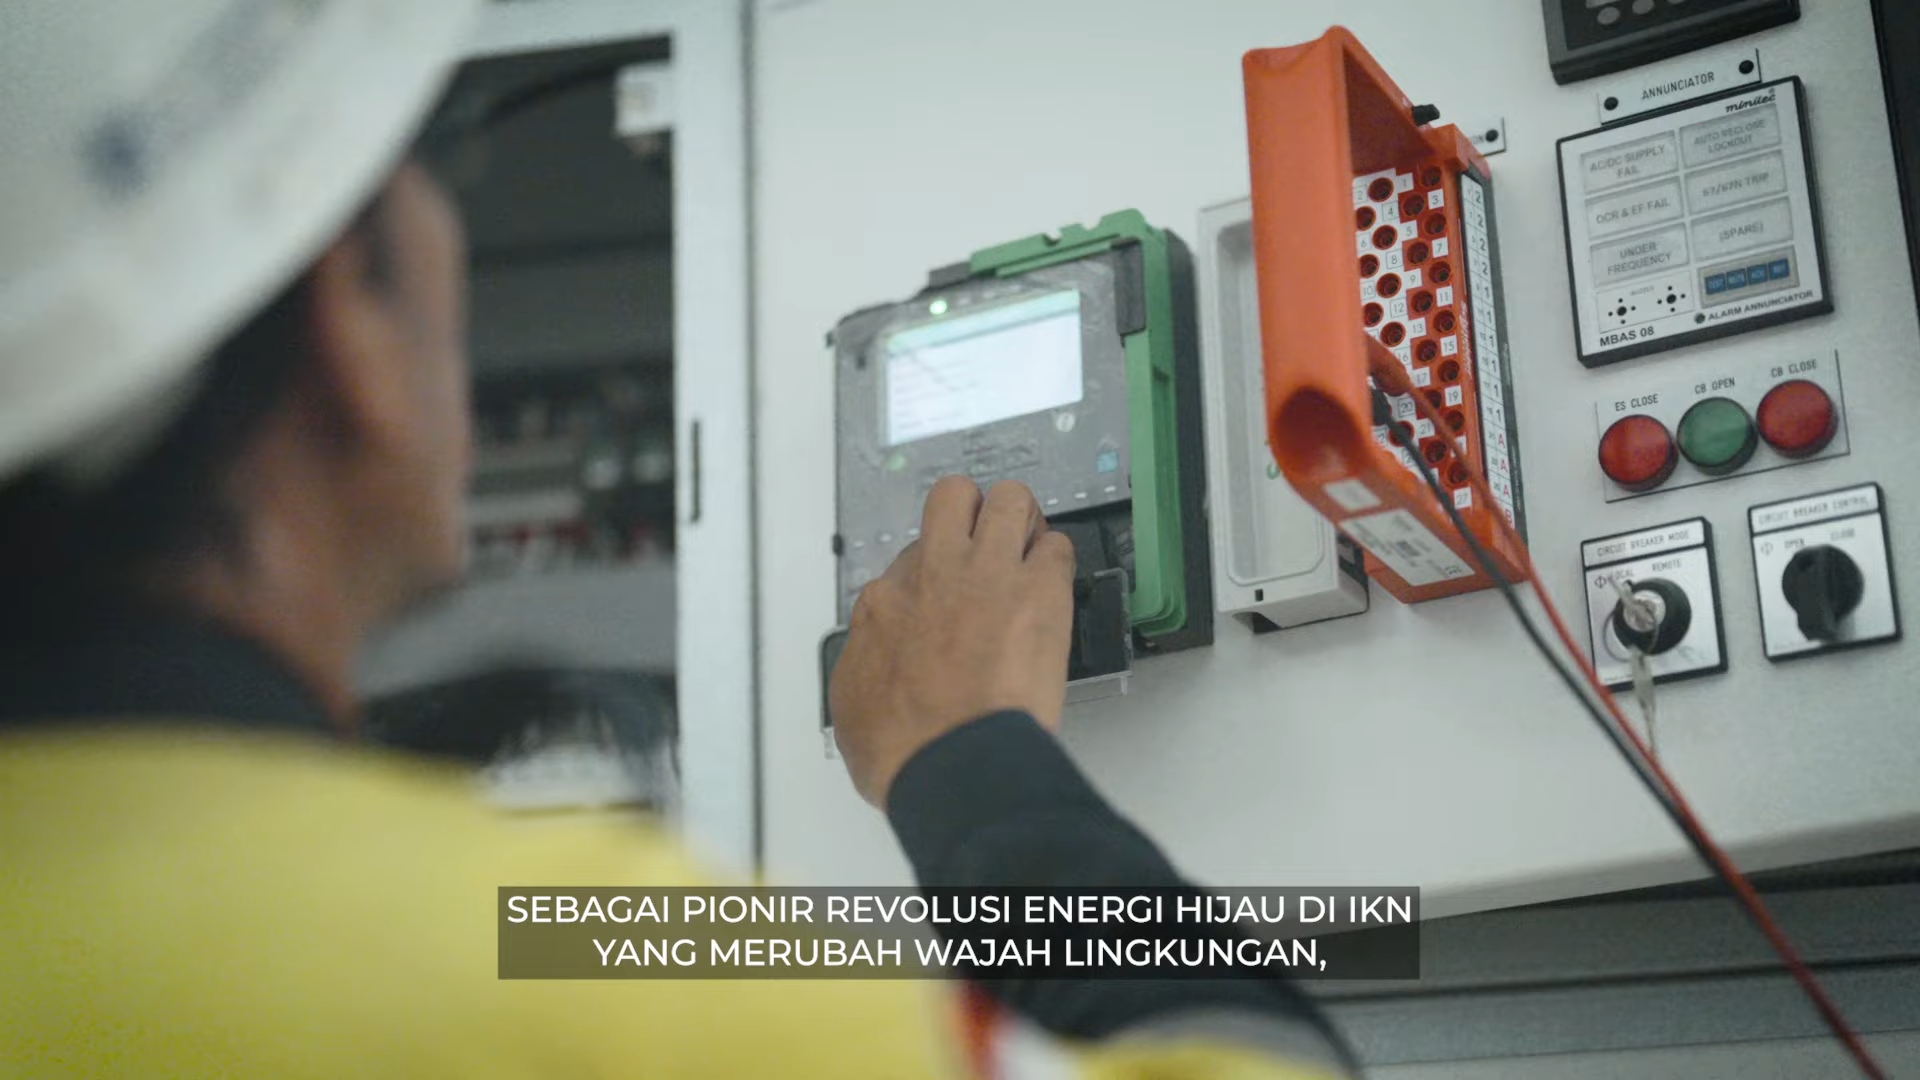 ANNUNCIATOR
minilec
AC/DC SUPPLY FAIL
AUTO RECLOSE LOCKOUT
OCR & EF FAIL
67/67N TRIP
UNDER FREQUENCY
(SPARE)
MBAS 08
ALARM ANNUNCIATOR
ES CLOSE
CB OPEN
CB CLOSE
CIRCUIT BREAKER MODE
LOCAL
REMOTE
CIRCUIT BREAKER CONTROL
OPEN
CLOSE
SEBAGAI PIONIR REVOLUSI ENERGI HIJAU DI IKN
YANG MERUBAH WAJAH LINGKUNGAN,